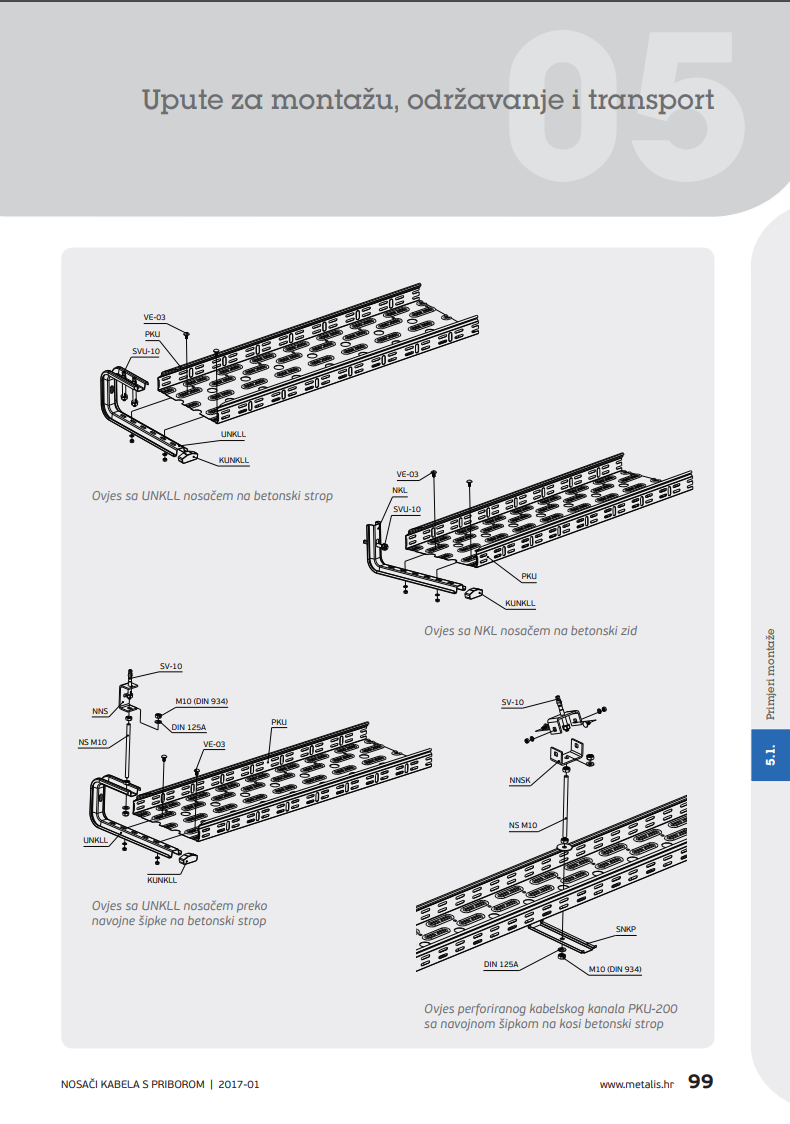 05
Upute za montažu, održavanje i transport
VE-03
PKU
SVU-10
UNKLL
KUNKLL
Ovjes sa UNKLL nosačem na betonski strop
VE-03
NKL
SVU-10
PKU
KUNKLL
Ovjes sa NKL nosačem na betonski zid
SV-10
NNS
M10 (DIN 934)
DIN 125A
NS M10
VE-03
PKU
UNKLL
KUNKLL
Ovjes sa UNKLL nosačem preko
navojne šipke na betonski strop
SV-10
NNSK
NS M10
SNKP
DIN 125A
M10 (DIN 934)
Ovjes perforiranog kabelskog kanala PKU-200
sa navojnom šipkom na kosi betonski strop
Primjeri montaže
5.1.
NOSAČI KABELA S PRIBOROM | 2017-01
www.metalis.hr 99